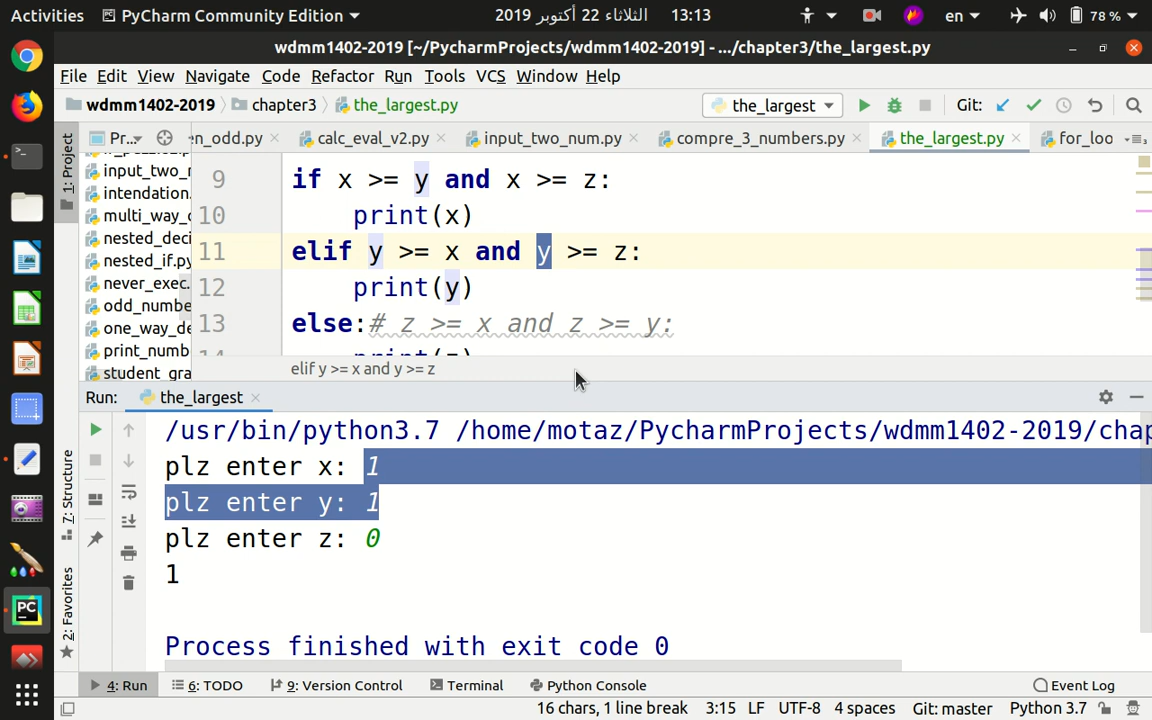 Activities PyCharm Community Edition الثلاثاء 22 أكتوبر 2019 13:13 en 78 %
wdmm1402-2019 [~/PycharmProjects/wdmm1402-2019] - .../chapter3/the_largest.py
File Edit View Navigate Code Refactor Run Tools VCS Window Help
wdmm1402-2019 chapter3 the_largest.py the_largest Git:
1: Project
Pr... en_odd.py calc_eval_v2.py input_two_num.py compre_3_numbers.py the_largest.py for_loo
input_two_r
intendation.
multi_way_c
nested_deci
nested_if.py
never_exec.
odd_numbe
one_way_de
print_numb
student_gra
9 if x >= y and x >= z:
10 print(x)
11 elif y >= x and y >= z:
12 print(y)
13 else:# z >= x and z >= y:
14 print(z)
elif y >= x and y >= z
Run: the_largest
/usr/bin/python3.7 /home/motaz/PycharmProjects/wdmm1402-2019/chap
plz enter x: 1
plz enter y: 1
plz enter z: 0
1
Process finished with exit code 0
7: Structure
2: Favorites
4: Run 6: TODO 9: Version Control Terminal Python Console Event Log
16 chars, 1 line break 3:15 LF UTF-8 4 spaces Git: master Python 3.7